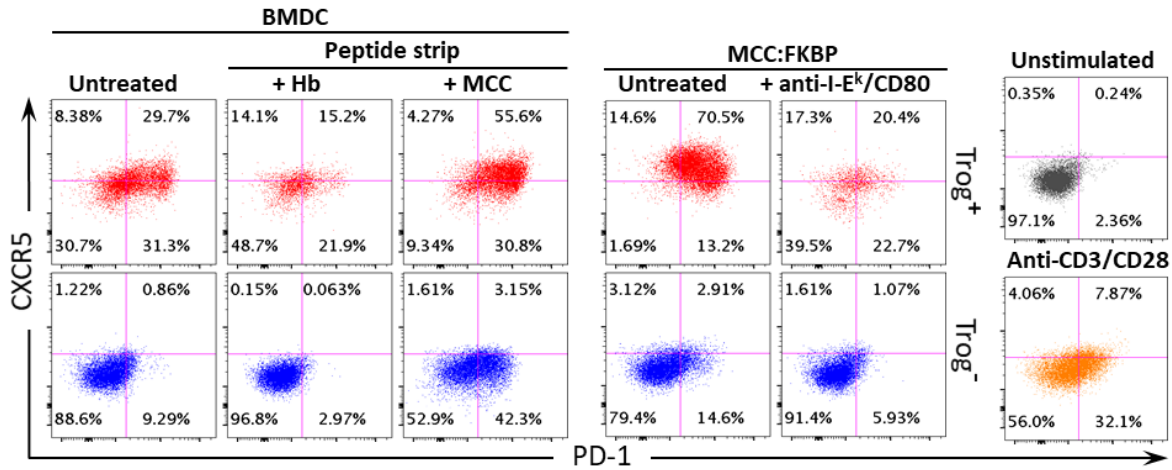 BMDC
Peptide strip
MCC:FKBP
Unstimulated
Untreated
+ Hb
+ MCC
Untreated
+ anti-I-Eᵏ/CD80
8.38% 29.7%
30.7% 31.3%
14.1% 15.2%
48.7% 21.9%
4.27% 55.6%
9.34% 30.8%
14.6% 70.5%
1.69% 13.2%
17.3% 20.4%
39.5% 22.7%
Trog⁺
0.35% 0.24%
97.1% 2.36%
1.22% 0.86%
88.6% 9.29%
0.15% 0.063%
96.8% 2.97%
1.61% 3.15%
52.9% 42.3%
3.12% 2.91%
79.4% 14.6%
1.61% 1.07%
91.4% 5.93%
Trog⁻
Anti-CD3/CD28
4.06% 7.87%
56.0% 32.1%
CXCR5
PD-1